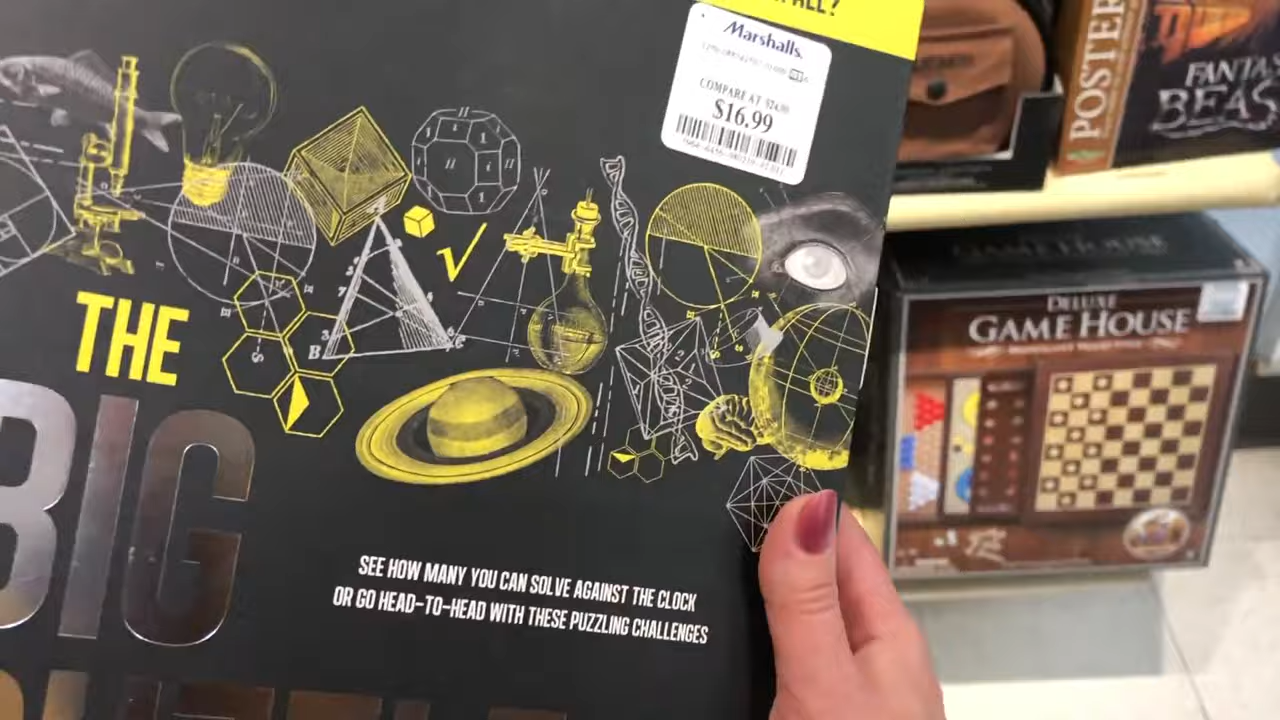 ALL?
Marshalls.
COMPARE AT $24.99
$16.99
THE
BIG
SEE HOW MANY YOU CAN SOLVE AGAINST THE CLOCK
OR GO HEAD-TO-HEAD WITH THESE PUZZLING CHALLENGES
POSTER
BEAS
DELUXE
GAME HOUSE